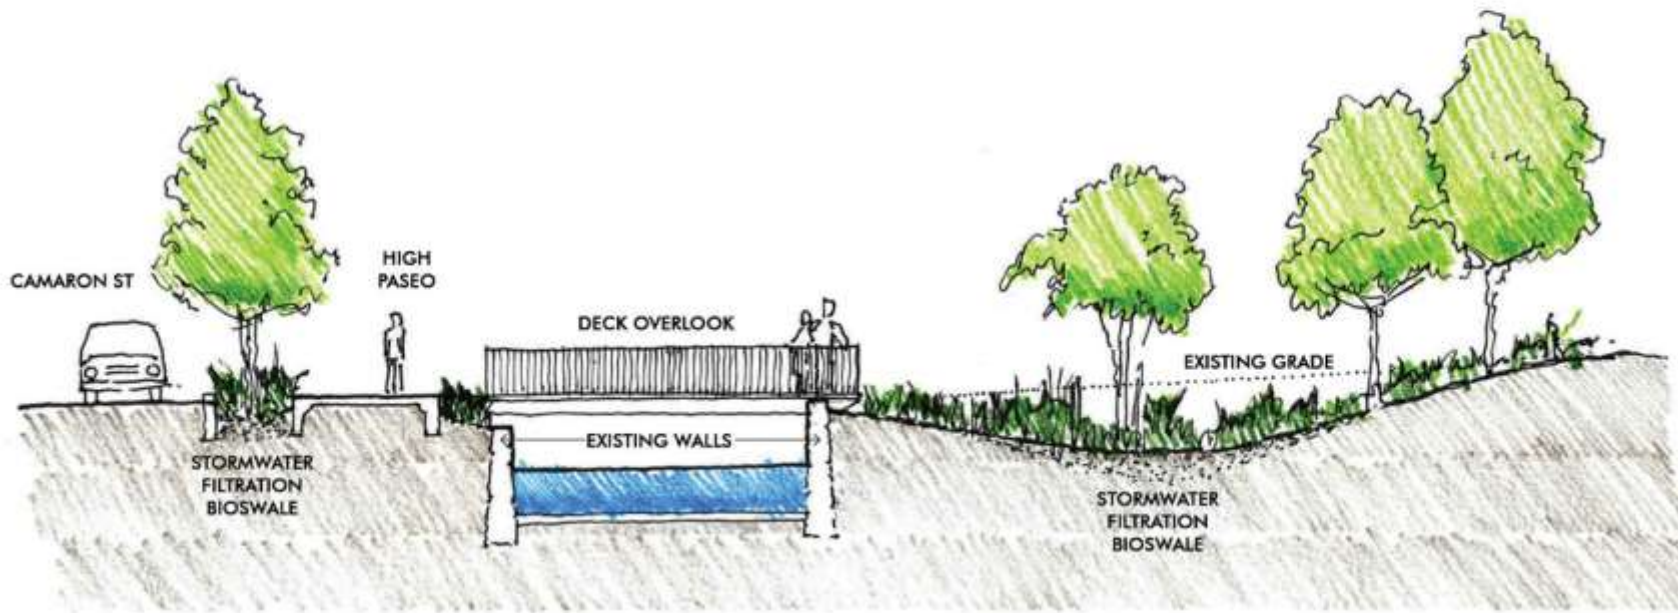 CAMARON ST
HIGH
PASEO
DECK OVERLOOK
EXISTING GRADE
EXISTING WALLS
STORMWATER
FILTRATION
BIOSWALE
STORMWATER
FILTRATION
BIOSWALE